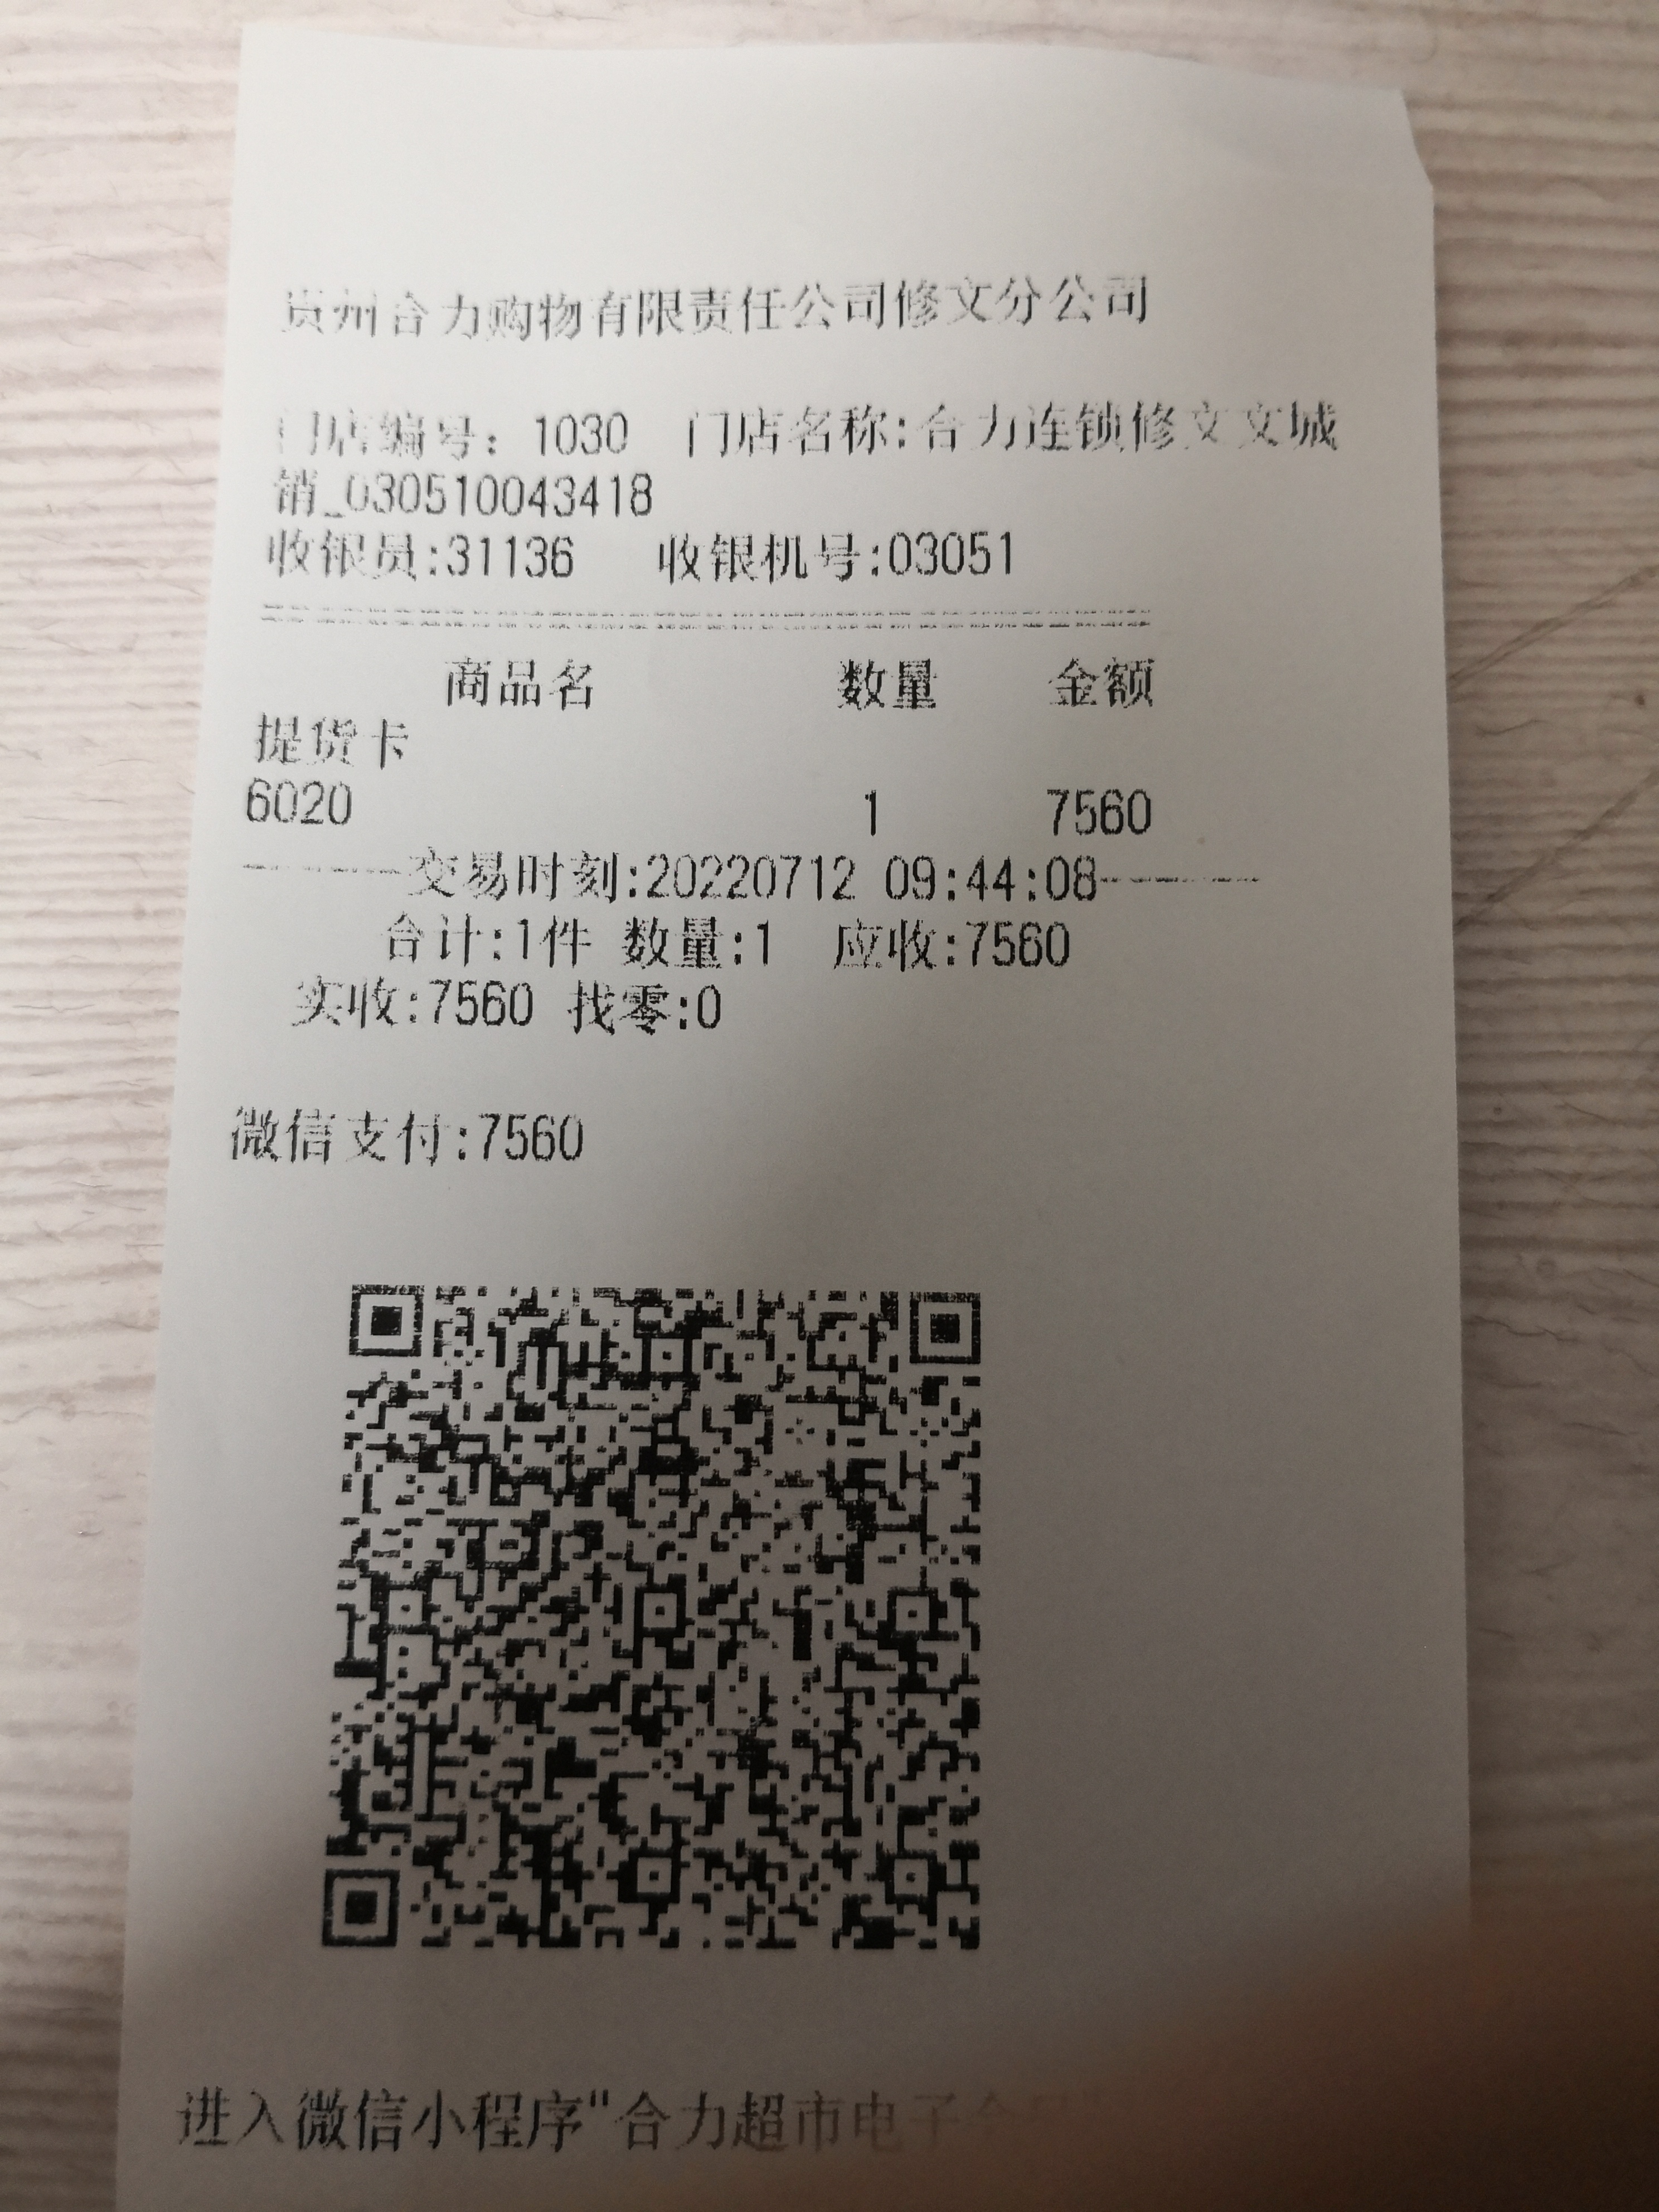 贵州合力购物有限责任公司修文分公司
门店编号：1030 门店名称:合力连锁修文文城
销_030510043418
收银员:31136 收银机号:03051
商品名 数量 金额
提货卡
6020 1 7560
------交易时刻:20220712 09:44:08------
合计:1件 数量:1 应收:7560
实收:7560 找零:0
微信支付:7560
进入微信小程序"合力超市电子